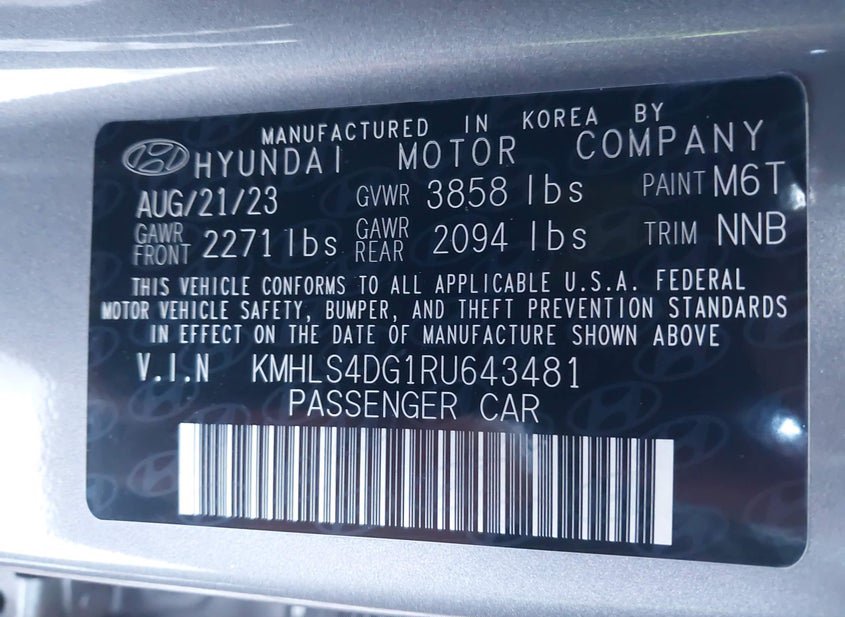 MANUFACTURED IN KOREA BY
HYUNDAI MOTOR COMPANY
AUG/21/23 GVWR 3858 lbs PAINT M6T
GAWR FRONT 2271 lbs GAWR REAR 2094 lbs TRIM NNB
THIS VEHICLE CONFORMS TO ALL APPLICABLE U.S.A. FEDERAL
MOTOR VEHICLE SAFETY, BUMPER, AND THEFT PREVENTION STANDARDS
IN EFFECT ON THE DATE OF MANUFACTURE SHOWN ABOVE
V.I.N KMHLS4DG1RU643481
PASSENGER CAR